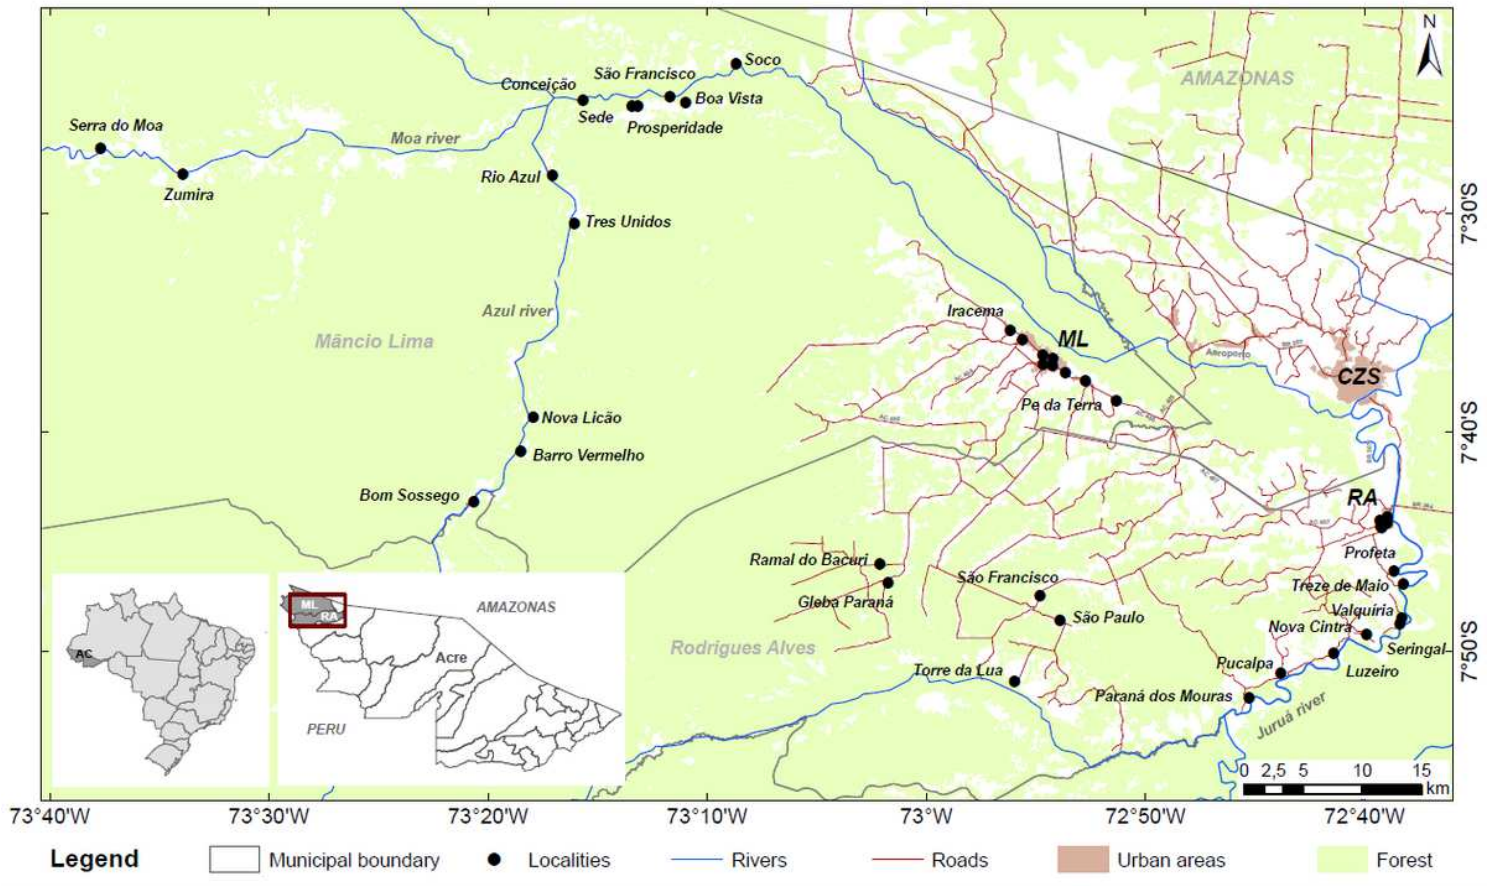 N
AMAZONAS
Soco
São Francisco
Conceição
Boa Vista
Sede
Prosperidade
Serra do Moa
Moa river
Zumira
Rio Azul
Tres Unidos
7°30'S
Azul river
Iracema
Mâncio Lima
ML
Aeroporto
CZS
Pe da Terra
Nova Licão
7°40'S
Barro Vermelho
Bom Sossego
RA
Profeta
Ramal do Bacuri
São Francisco
Treze de Maio
Gleba Paraná
Valquíria
São Paulo
Nova Cintra
Rodrigues Alves
Seringal
7°50'S
Pucalpa
Luzeiro
Torre da Lua
Paraná dos Mouras
Juruá river
AC
ML
RA
AMAZONAS
Acre
PERU
0 2,5 5 10 15
km
73°40'W 73°30'W 73°20'W 73°10'W 73°W 72°50'W 72°40'W
Legend Municipal boundary Localities Rivers Roads Urban areas Forest